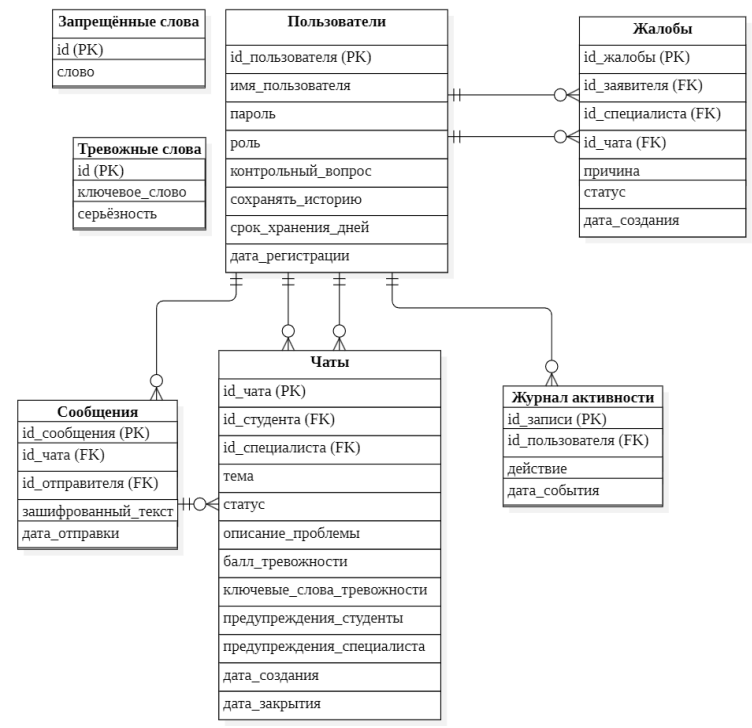 Запрещённые слова
id (PK)
слово
Тревожные слова
id (PK)
ключевое_слово
серьёзность
Пользователи
id_пользователя (PK)
имя_пользователя
пароль
роль
контрольный_вопрос
сохранять_историю
срок_хранения_дней
дата_регистрации
Жалобы
id_жалобы (PK)
id_заявителя (FK)
id_специалиста (FK)
id_чата (FK)
причина
статус
дата_создания
Сообщения
id_сообщения (PK)
id_чата (FK)
id_отправителя (FK)
зашифрованный_текст
дата_отправки
Чаты
id_чата (PK)
id_студента (FK)
id_специалиста (FK)
тема
статус
описание_проблемы
балл_тревожности
ключевые_слова_тревожности
предупреждения_студенты
предупреждения_специалиста
дата_создания
дата_закрытия
Журнал активности
id_записи (PK)
id_пользователя (FK)
действие
дата_события